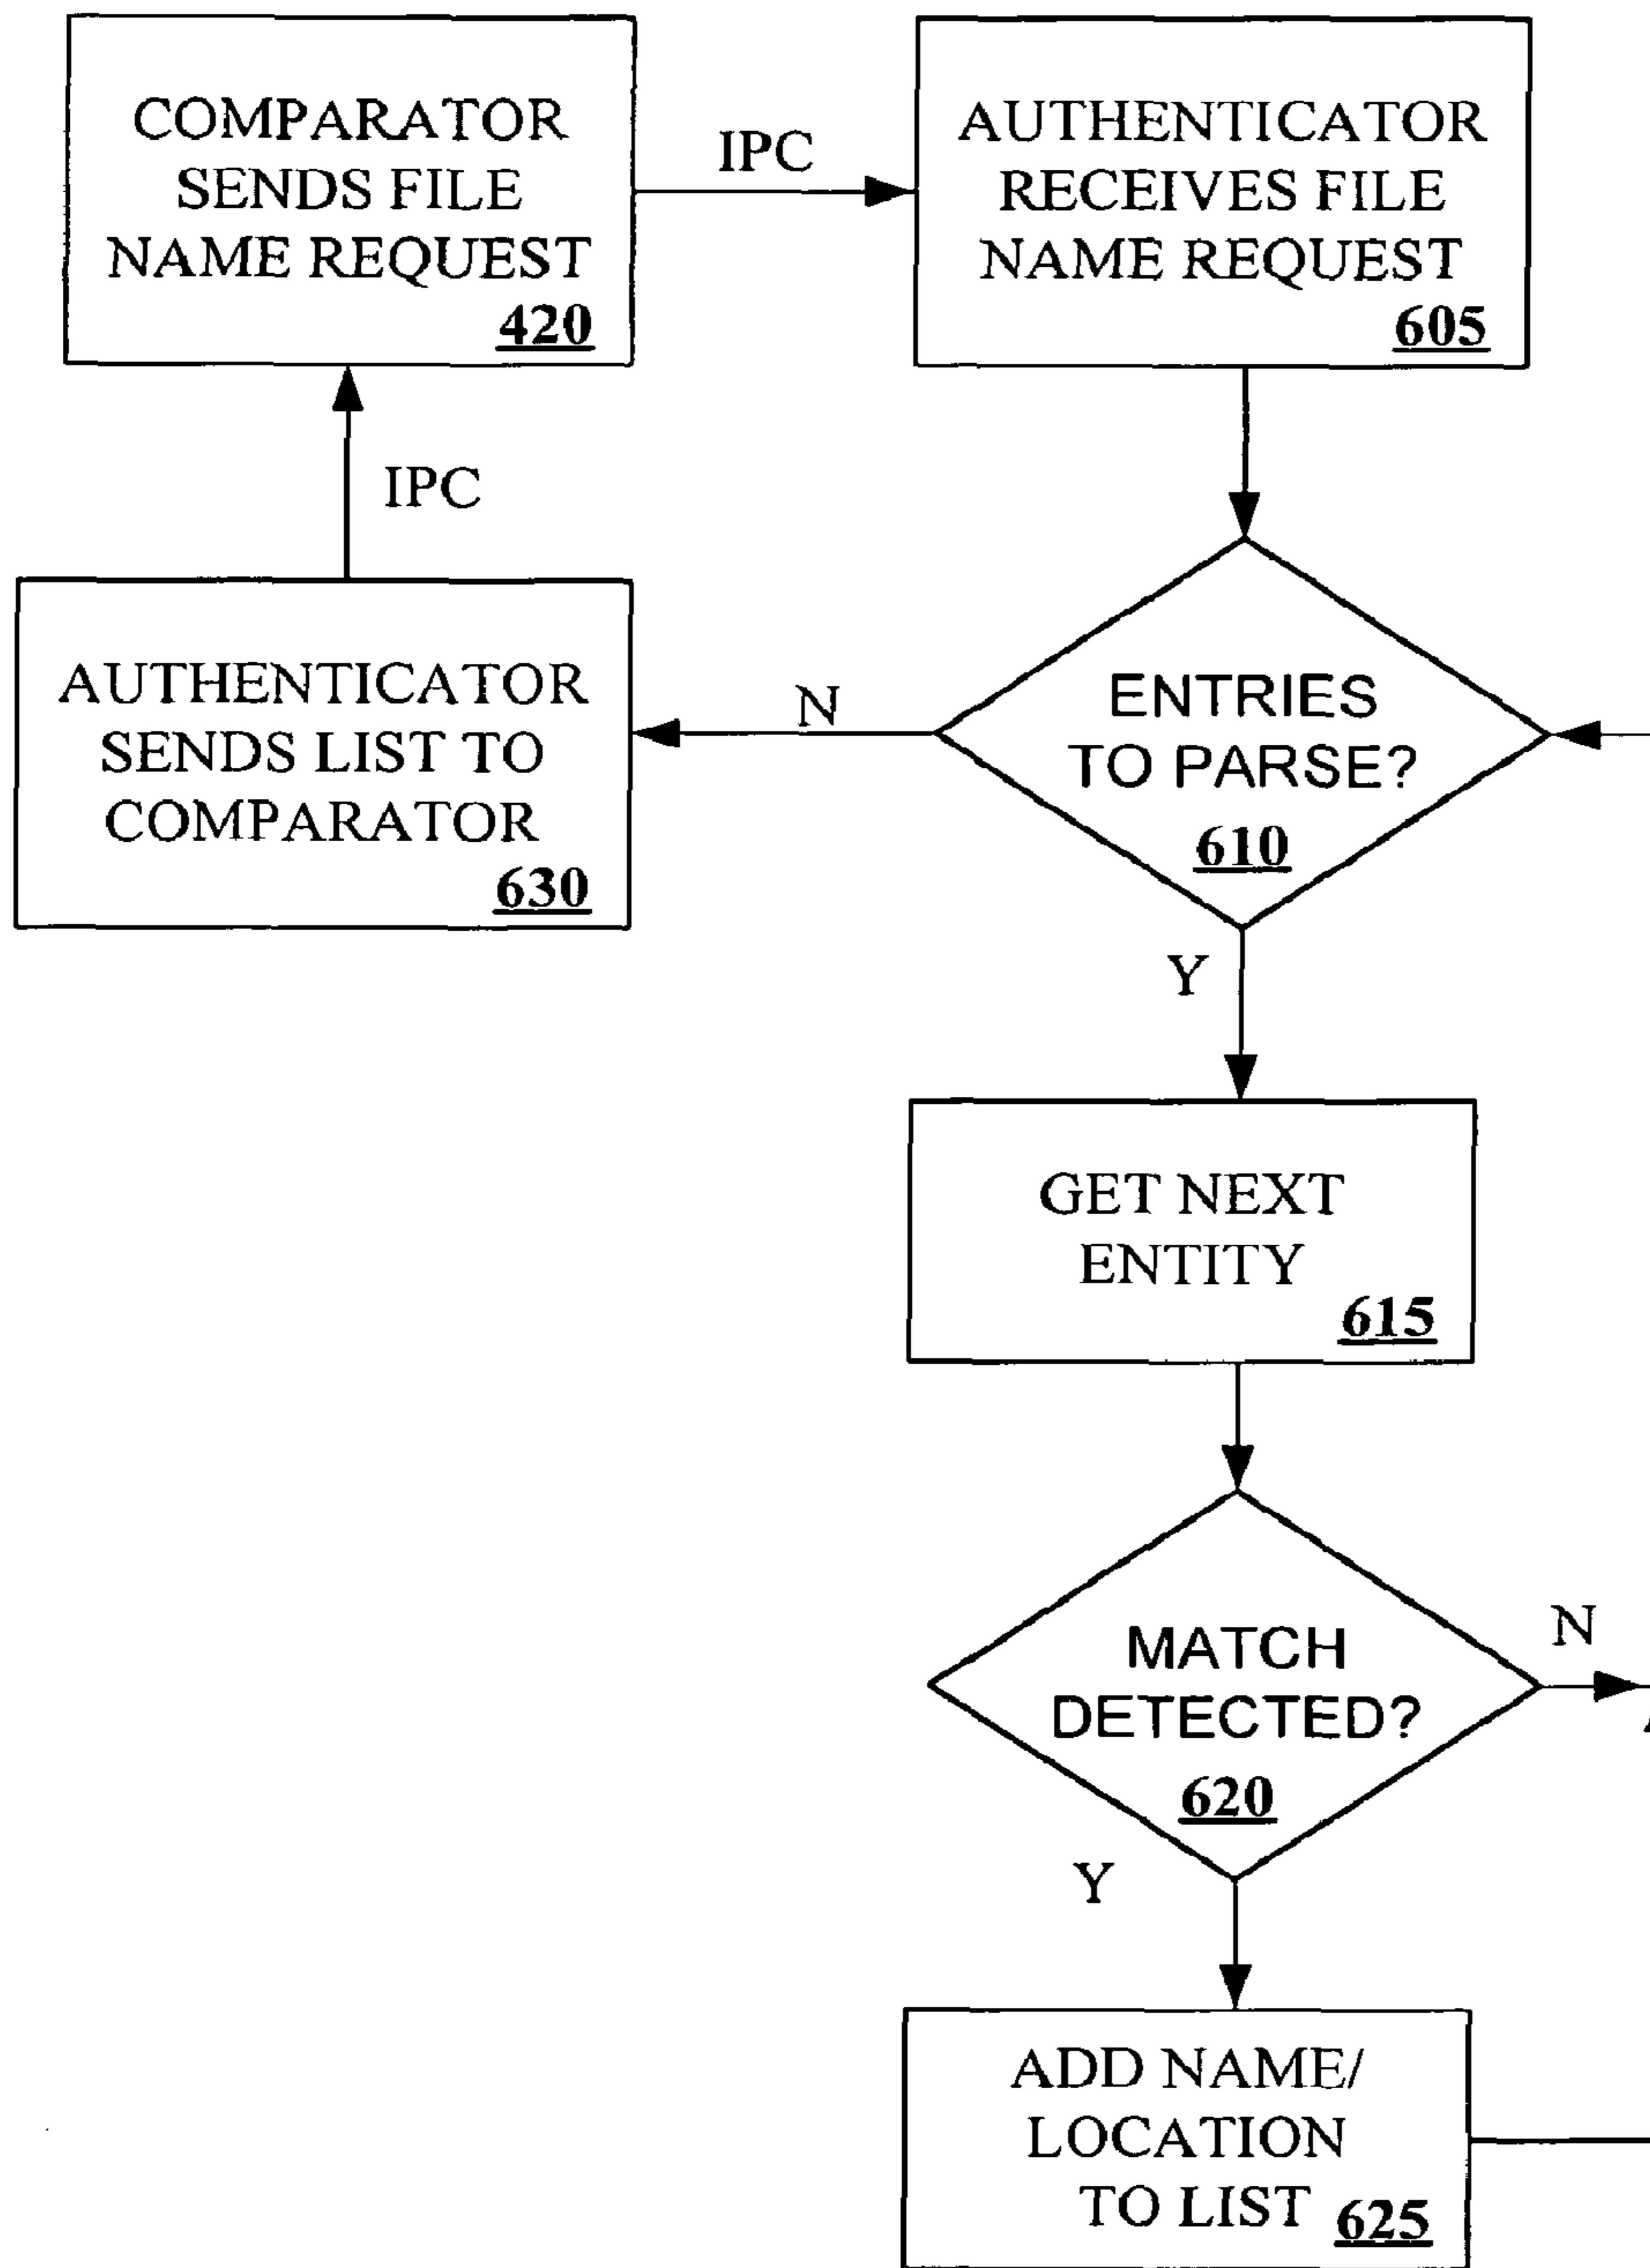 COMPARATOR
SENDS FILE
NAME REQUEST
420
IPC
AUTHENTICATOR
RECEIVES FILE
NAME REQUEST
605
IPC
AUTHENTICATOR
SENDS LIST TO
COMPARATOR
630
N
ENTRIES
TO PARSE?
610
Y
GET NEXT
ENTITY
615
MATCH
DETECTED?
620
N
Y
ADD NAME/
LOCATION
TO LIST
625